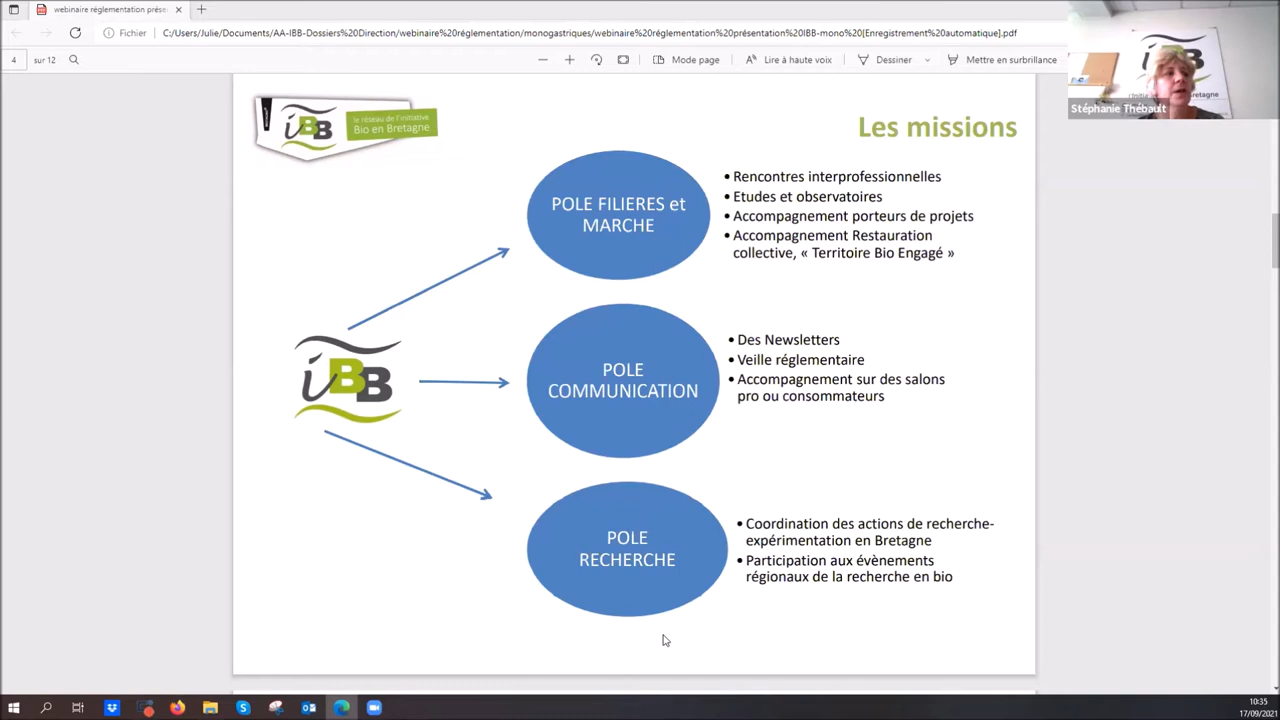 webinaire réglementation prése
Fichier
C:/Users/Julie/Documents/AA-IBB-Dossiers%20Direction/webinaire%20réglementation/monogastriques/webinaire%20réglementation%20présentation%20IBB-mono%20[Enregistrement%20automatique].pdf
4
sur 12
Mode page
Lire à haute voix
Dessiner
Mettre en surbrillance
Stéphanie Thébault
iBB
le réseau de l'initiative
Bio en Bretagne
Les missions
POLE FILIERES et
MARCHE
• Rencontres interprofessionnelles
• Etudes et observatoires
• Accompagnement porteurs de projets
• Accompagnement Restauration
collective, « Territoire Bio Engagé »
iBB
POLE
COMMUNICATION
• Des Newsletters
• Veille réglementaire
• Accompagnement sur des salons
pro ou consommateurs
POLE
RECHERCHE
• Coordination des actions de recherche-
expérimentation en Bretagne
• Participation aux évènements
régionaux de la recherche en bio
10:35
17/09/2021